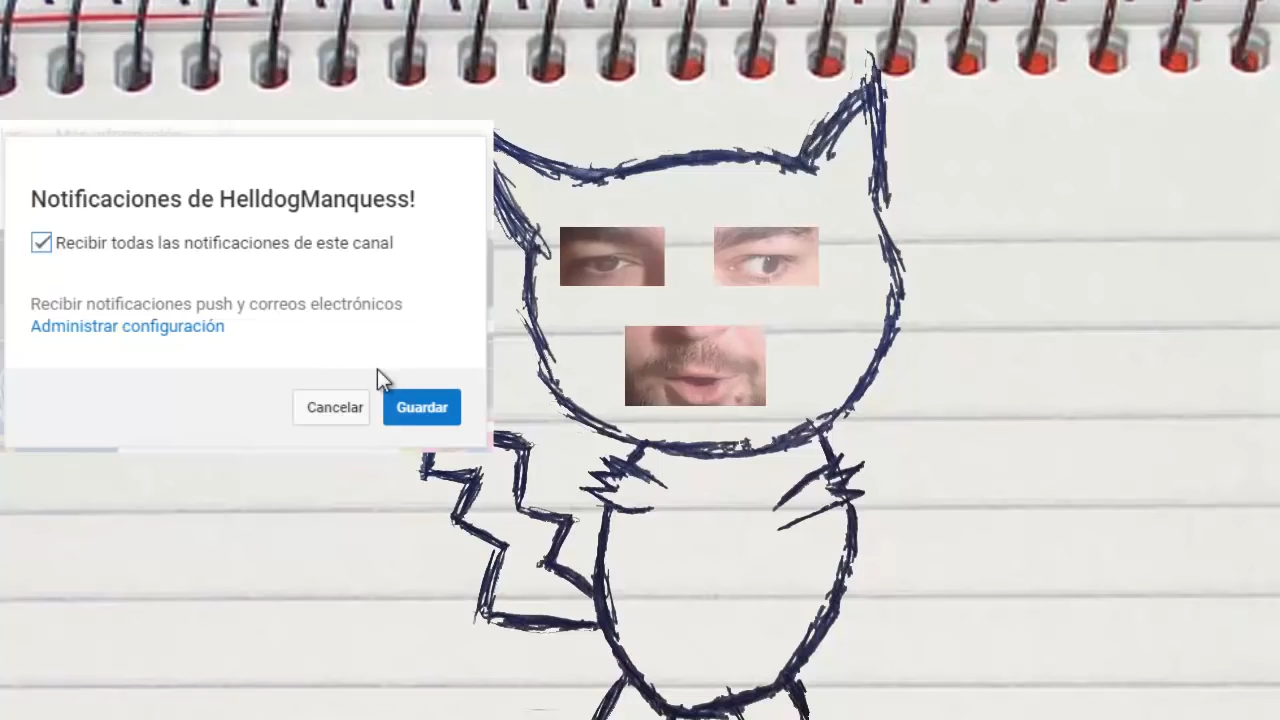 Notificaciones de HelldogManquess!
Recibir todas las notificaciones de este canal
Recibir notificaciones push y correos electrónicos
Administrar configuración
Cancelar
Guardar